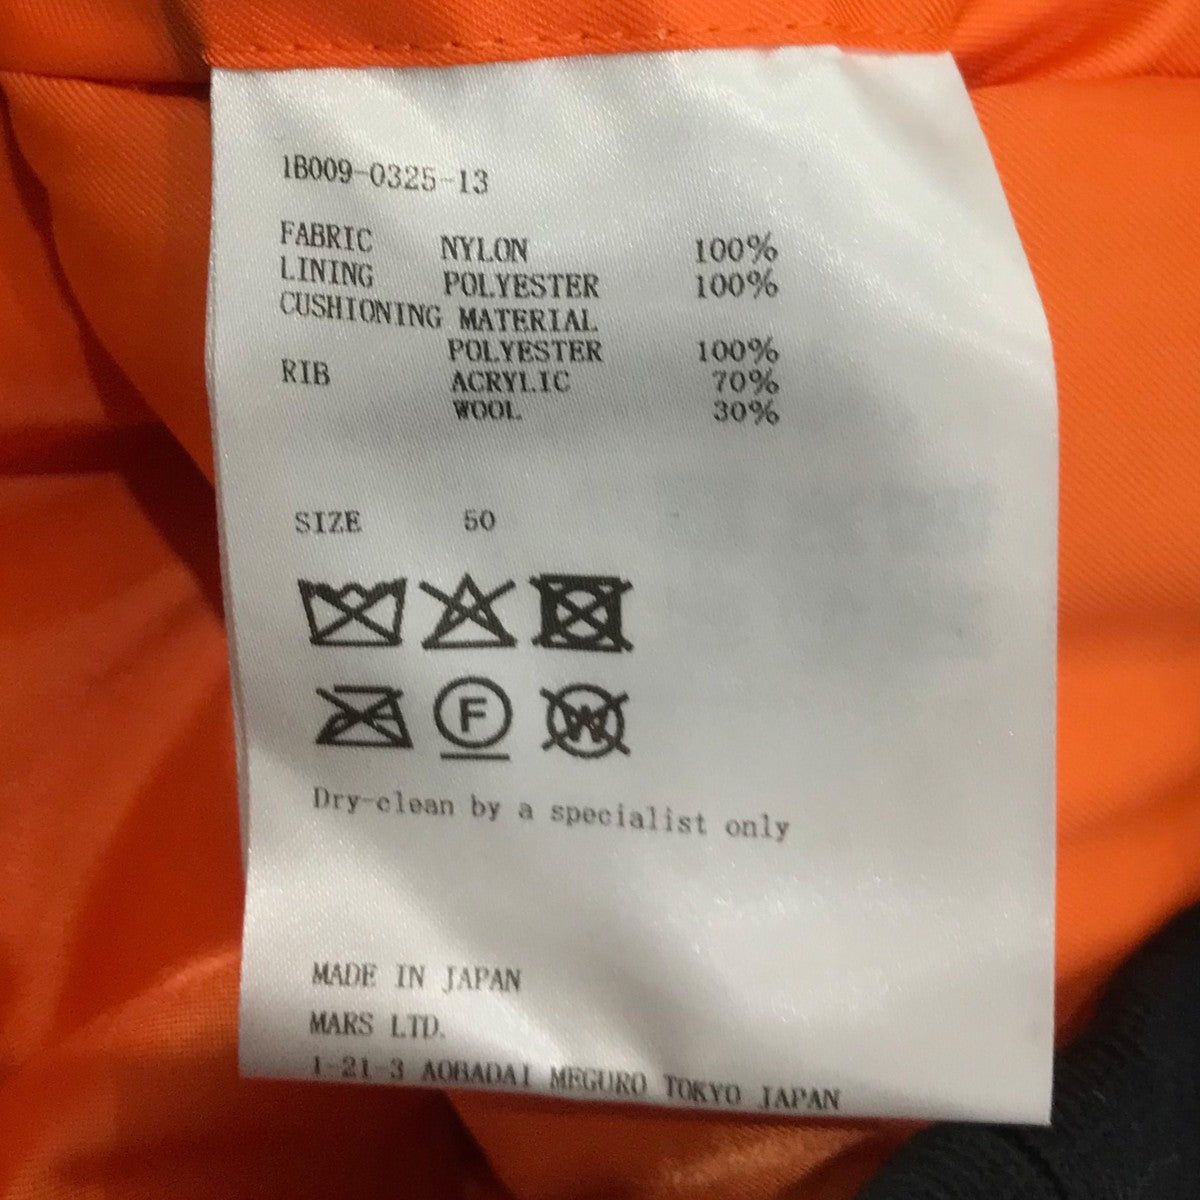 1B009-0325-13
FABRIC NYLON 100%
LINING POLYESTER 100%
CUSHIONING MATERIAL
POLYESTER 100%
RIB ACRYLIC 70%
WOOL 30%
SIZE 50
F
W
Dry-clean by a specialist only
MADE IN JAPAN
MARS LTD.
1-21-3 AOBADAI MEGURO TOKYO JAPAN